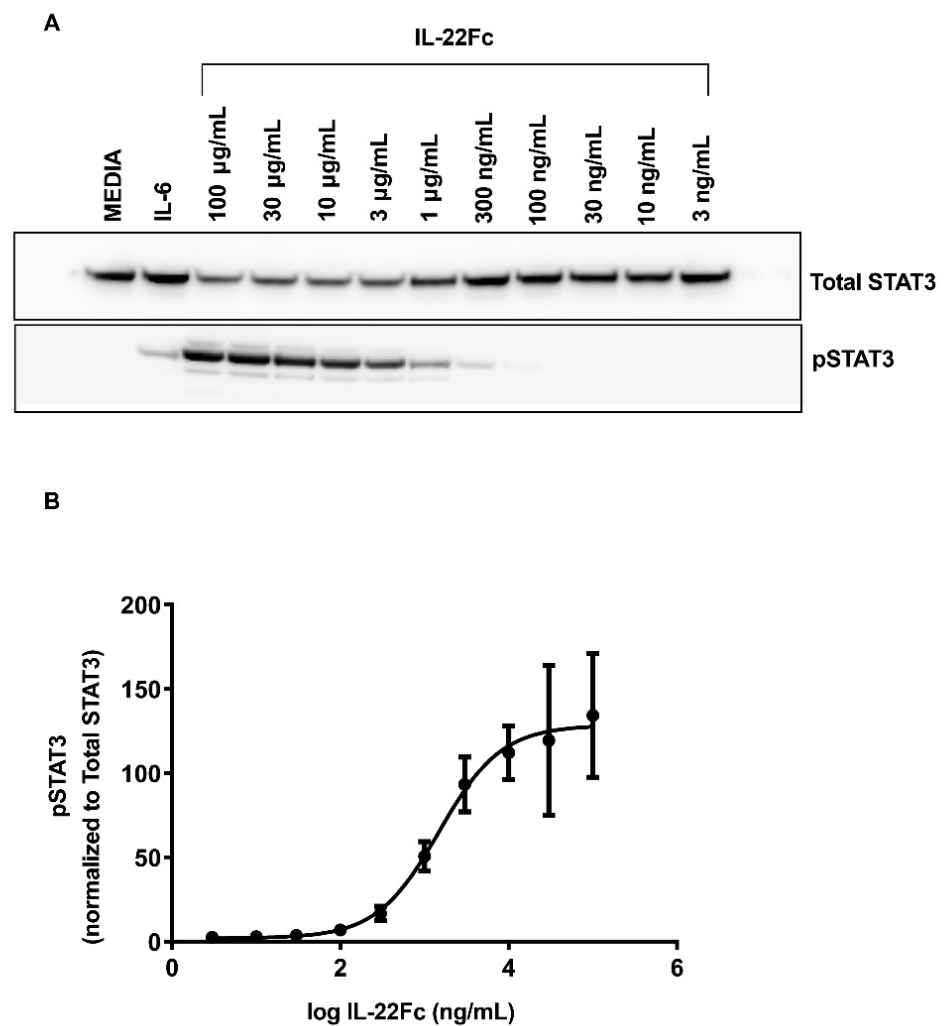 A
IL-22Fc
MEDIA
IL-6
100 µg/mL
30 µg/mL
10 µg/mL
3 µg/mL
1 µg/mL
300 ng/mL
100 ng/mL
30 ng/mL
10 ng/mL
3 ng/mL
Total STAT3
pSTAT3
B
pSTAT3
(normalized to Total STAT3)
200
150
100
50
0
0 2 4 6
log IL-22Fc (ng/mL)